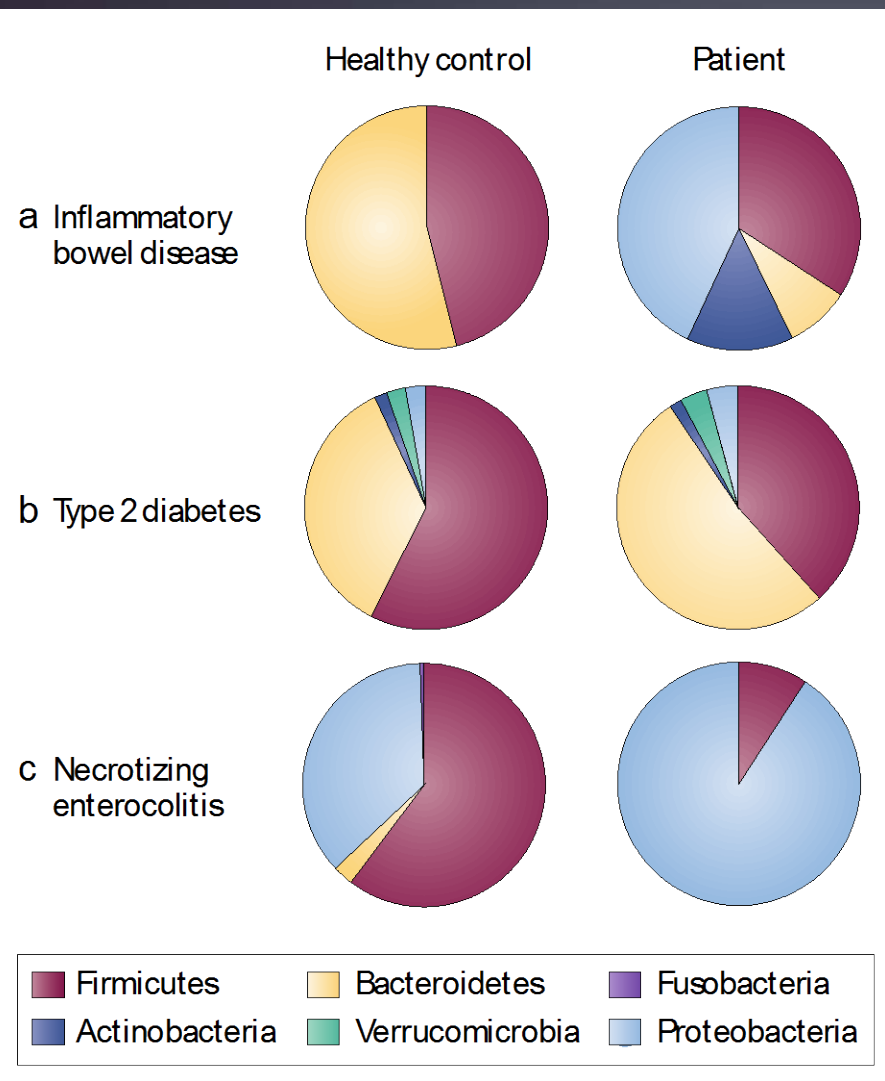 Healthy control
Patient
a Inflammatory
bowel disease
b Type 2 diabetes
c Necrotizing
enterocolitis
Firmicutes
Bacteroidetes
Fusobacteria
Actinobacteria
Verrucomicrobia
Proteobacteria